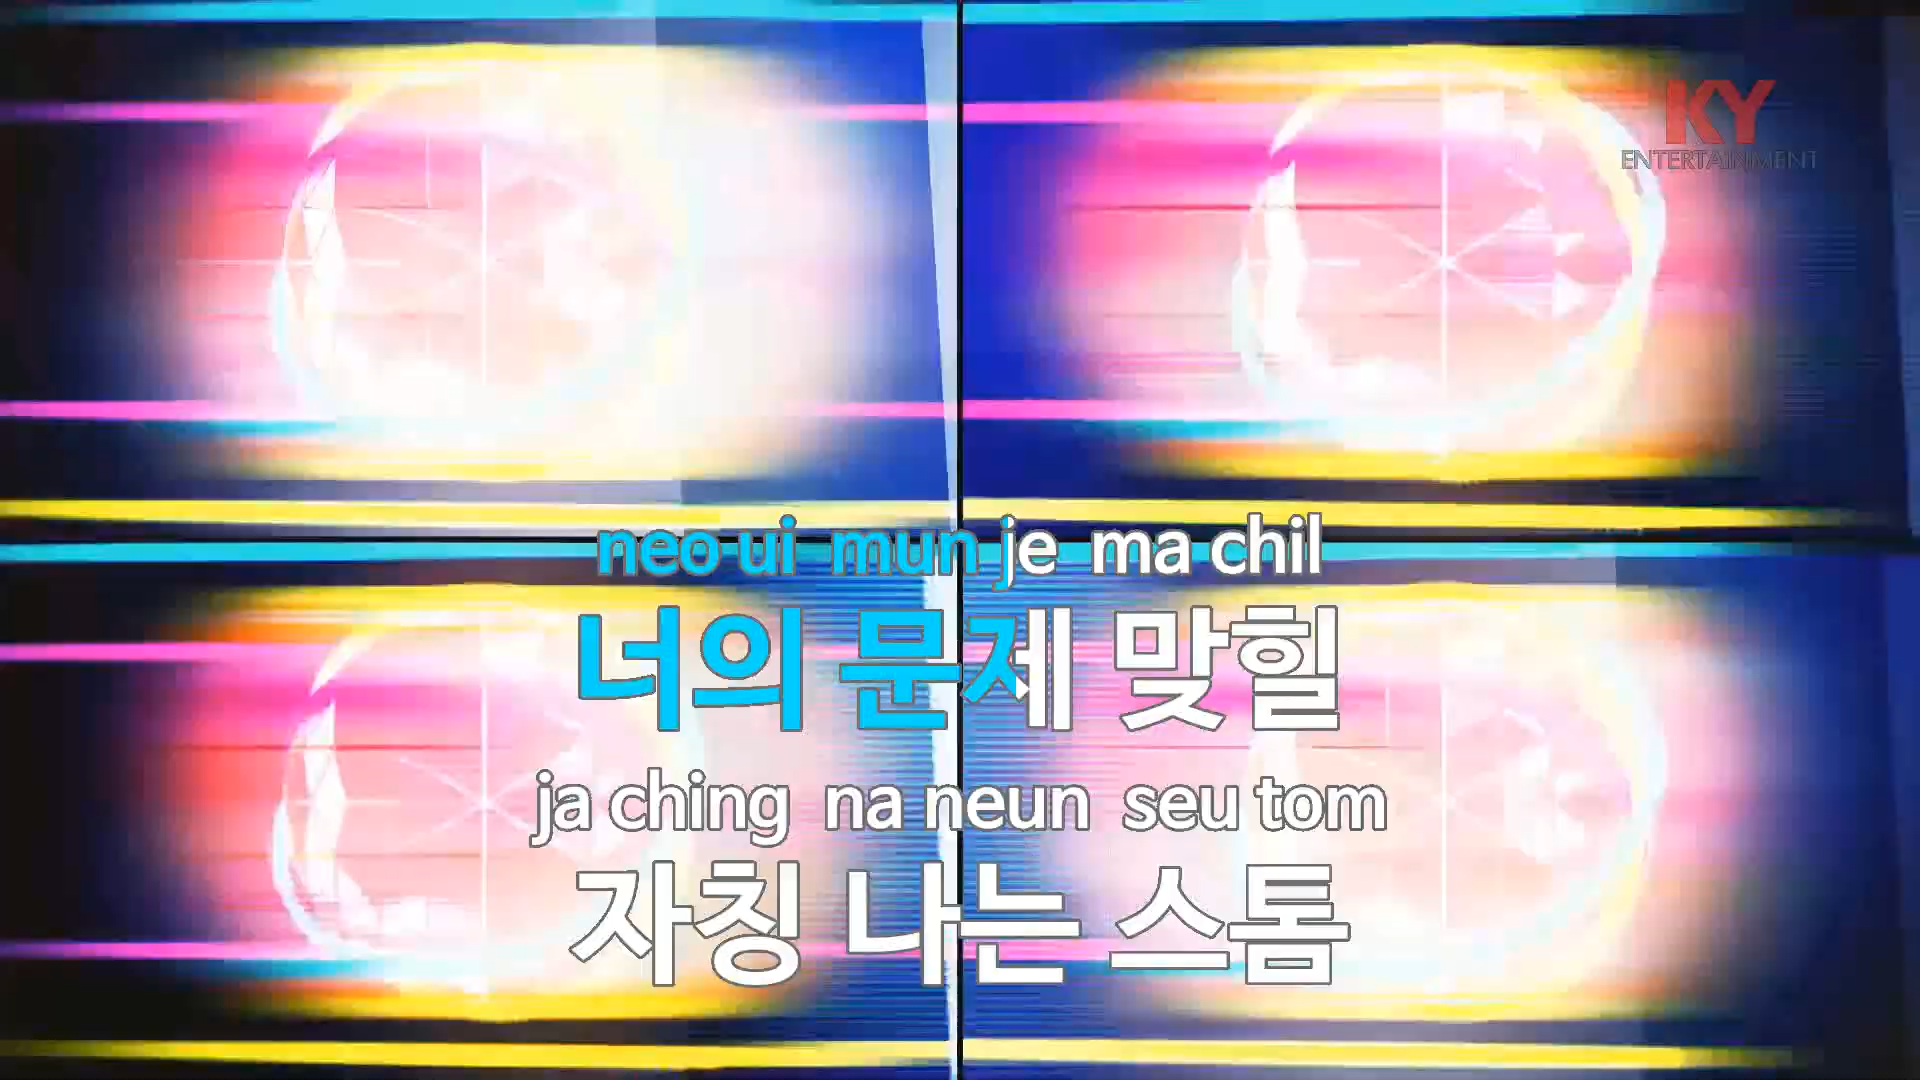 KY
ENTERTAINMENT
neo ui mun je ma chil
너의 문제 맞힐
ja ching na neun seu tom
자칭 나는 스톰